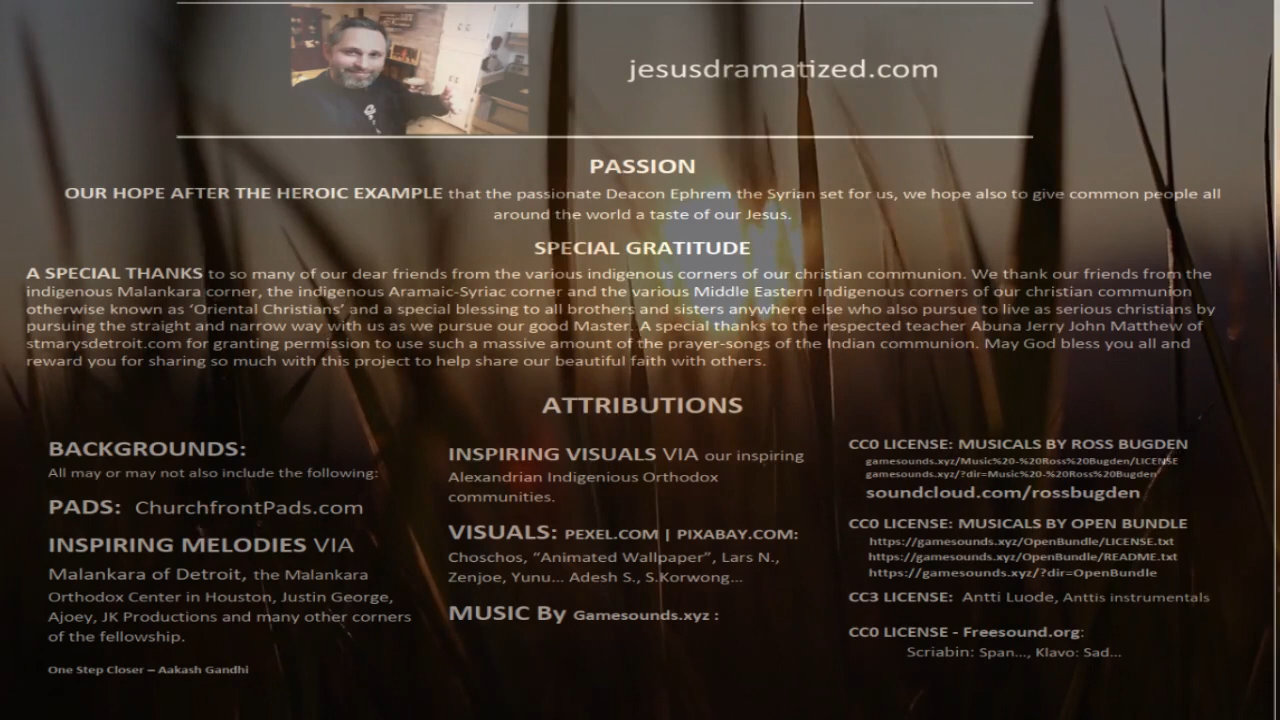 jesusdramatized.com
PASSION
OUR HOPE AFTER THE HEROIC EXAMPLE that the passionate Deacon Ephrem the Syrian set for us, we hope also to give common people all
around the world a taste of our Jesus.
SPECIAL GRATITUDE
A SPECIAL THANKS to so many of our dear friends from the various indigenous corners of our christian communion. We thank our friends from the
indigenous Malankara corner, the indigenous Aramaic-Syriac corner and the various Middle Eastern Indigenous corners of our christian communion
otherwise known as ‘Oriental Christians’ and a special blessing to all brothers and sisters anywhere else who also pursue to live as serious christians by
pursuing the straight and narrow way with us as we pursue our good Master. A special thanks to the respected teacher Abuna Jerry John Matthew of
stmarysdetroit.com for granting permission to use such a massive amount of the prayer-songs of the Indian communion. May God bless you all and
reward you for sharing so much with this project to help share our beautiful faith with others.
ATTRIBUTIONS
BACKGROUNDS:
All may or may not also include the following:
PADS: ChurchfrontPads.com
INSPIRING MELODIES VIA
Malankara of Detroit, the Malankara
Orthodox Center in Houston, Justin George,
Ajoey, JK Productions and many other corners
of the fellowship.
One Step Closer – Aakash Gandhi
INSPIRING VISUALS VIA our inspiring
Alexandrian Indigenious Orthodox
communities.
VISUALS: PEXEL.COM | PIXABAY.COM:
Choschos, “Animated Wallpaper”, Lars N.,
Zenjoe, Yunu... Adesh S., S.Korwong...
MUSIC By Gamesounds.xyz :
CC0 LICENSE: MUSICALS BY ROSS BUGDEN
gamesounds.xyz/Music%20-%20Ross%20Bugden/LICENSE
gamesounds.xyz/?dir=Music%20-%20Ross%20Bugden
soundcloud.com/rossbugden
CC0 LICENSE: MUSICALS BY OPEN BUNDLE
https://gamesounds.xyz/OpenBundle/LICENSE.txt
https://gamesounds.xyz/OpenBundle/README.txt
https://gamesounds.xyz/?dir=OpenBundle
CC3 LICENSE: Antti Luode, Anttis instrumentals
CC0 LICENSE - Freesound.org:
Scriabin: Span..., Klavo: Sad...